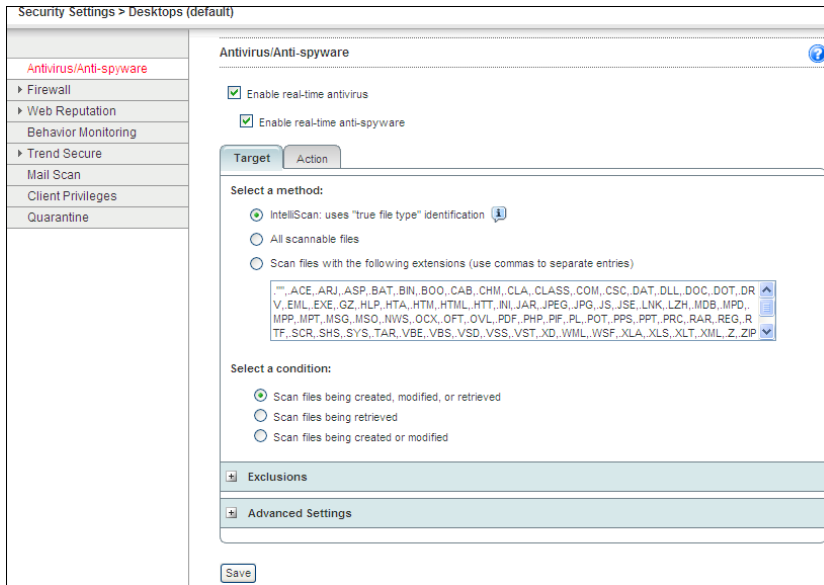 Security Settings > Desktops (default)
Antivirus/Anti-spyware
Firewall
Web Reputation
Behavior Monitoring
Trend Secure
Mail Scan
Client Privileges
Quarantine
Antivirus/Anti-spyware
Enable real-time antivirus
Enable real-time anti-spyware
Target
Action
Select a method:
IntelliScan: uses "true file type" identification
All scannable files
Scan files with the following extensions (use commas to separate entries)
"",.ACE,.ARJ,.ASP,.BAT,.BIN,.BOO,.CAB,.CHM,.CLA,.CLASS,.COM,.CSC,.DAT,.DLL,.DOC,.DOT,.DR
V,.EML,.EXE,.GZ,.HLP,.HTA,.HTM,.HTML,.HTT,.INI,.JAR,.JPEG,.JPG,.JS,.JSE,.LNK,.LZH,.MDB,.MPD,.
MPP,.MPT,.MSG,.MSO,.NWS,.OCX,.OFT,.OVL,.PDF,.PHP,.PIF,.PL,.POT,.PPS,.PPT,.PRC,.RAR,.REG,.R
TF,.SCR,.SHS,.SYS,.TAR,.VBE,.VBS,.VSD,.VSS,.VST,.XD,.WML,.WSF,.XLA,.XLS,.XLT,.XML,.Z,.ZIP
Select a condition:
Scan files being created, modified, or retrieved
Scan files being retrieved
Scan files being created or modified
Exclusions
Advanced Settings
Save